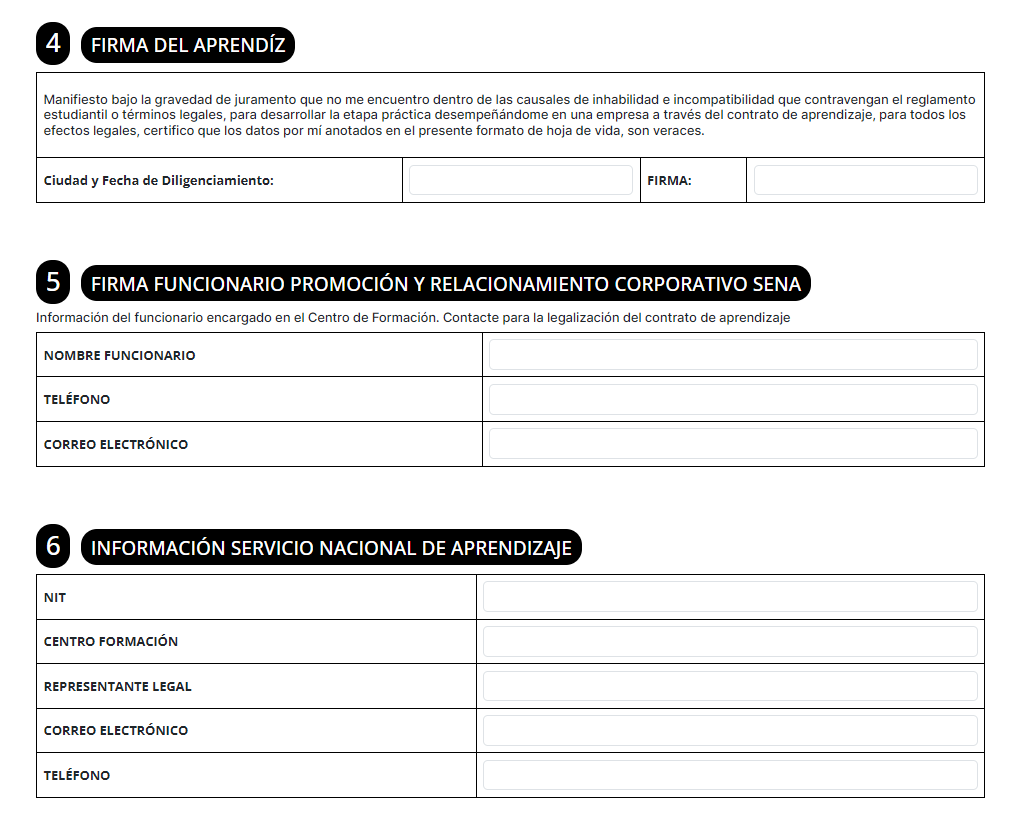 4 FIRMA DEL APRENDÍZ
Manifiesto bajo la gravedad de juramento que no me encuentro dentro de las causales de inhabilidad e incompatibilidad que contravengan el reglamento
estudiantil o términos legales, para desarrollar la etapa práctica desempeñándome en una empresa a través del contrato de aprendizaje, para todos los
efectos legales, certifico que los datos por mí anotados en el presente formato de hoja de vida, son veraces.
Ciudad y Fecha de Diligenciamiento: FIRMA:
5 FIRMA FUNCIONARIO PROMOCIÓN Y RELACIONAMIENTO CORPORATIVO SENA
Información del funcionario encargado en el Centro de Formación. Contacte para la legalización del contrato de aprendizaje
NOMBRE FUNCIONARIO
TELÉFONO
CORREO ELECTRÓNICO
6 INFORMACIÓN SERVICIO NACIONAL DE APRENDIZAJE
NIT
CENTRO FORMACIÓN
REPRESENTANTE LEGAL
CORREO ELECTRÓNICO
TELÉFONO